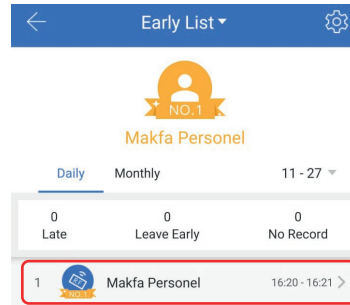 Early List
NO.1
Makfa Personel
Daily Monthly 11 - 27
0 0 0
Late Leave Early No Record
1 NO.1 Makfa Personel 16:20 - 16:21